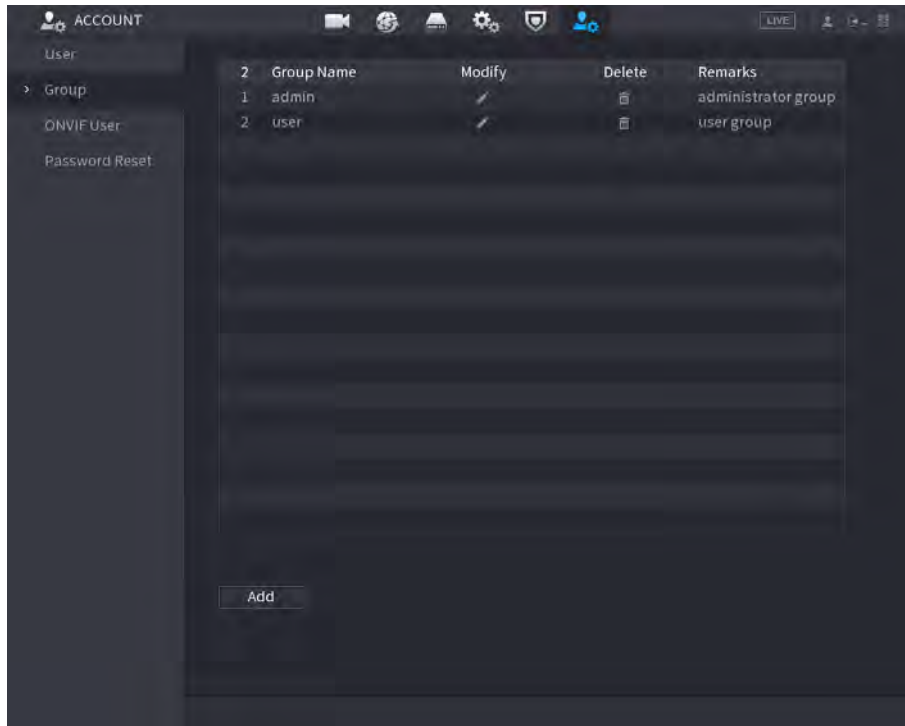 ACCOUNT LIVE
User
2 Group Name Modify Delete Remarks
Group
1 admin administrator group
ONVIF User
2 user user group
Password Reset
Add